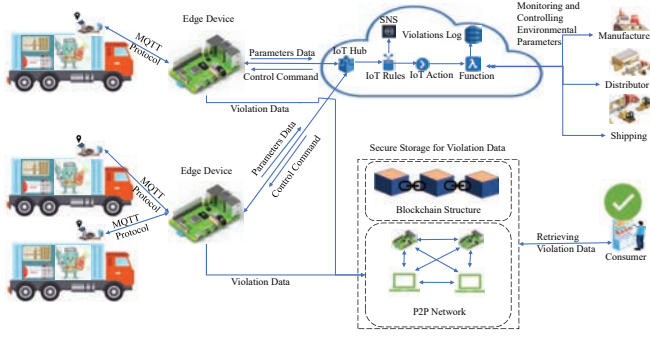 Edge Device
MQTT
Protocol
Parameters Data
Control Command
Violation Data
SNS
Violations Log
IoT Hub
IoT Rules
IoT Action
Function
Monitoring and
Controlling
Environmental
Parameters
Manufacture
Distributor
Shipping
Edge Device
MQTT
Protocol
MQTT
Protocol
Parameters Data
Control Command
Violation Data
Secure Storage for Violation Data
Blockchain Structure
P2P Network
Retrieving
Violation Data
Consumer